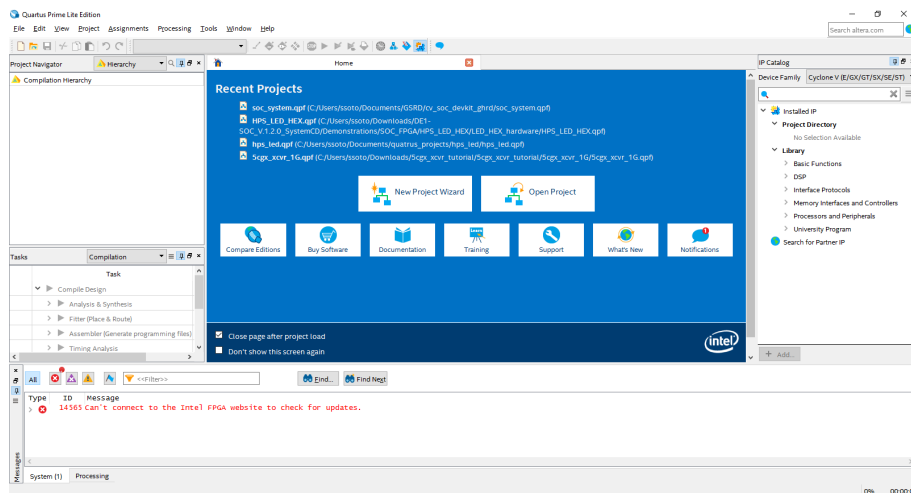 Quartus Prime Lite Edition
File Edit View Project Assignments Processing Tools Window Help
Search altera.com
Project Navigator
Hierarchy
Compilation Hierarchy
Home
Recent Projects
soc_system.qpf (C:/Users/ssoto/Documents/GSRD/cv_soc_devkit_ghrd/soc_system.qpf)
HPS_LED_HEX.qpf (C:/Users/ssoto/Downloads/DE1-
SOC_V.1.2.0_SystemCD/Demonstrations/SOC_FPGA/HPS_LED_HEX/LED_HEX_hardware/HPS_LED_HEX.qpf)
hps_led.qpf (C:/Users/ssoto/Documents/quatrus_projects/hps_led/hps_led.qpf)
5cgx_xcvr_1G.qpf (C:/Users/ssoto/Downloads/5cgx_xcvr_tutorial/5cgx_xcvr_tutorial/5cgx_xcvr_1G/5cgx_xcvr_1G.qpf)
New Project Wizard
Open Project
Compare Editions
Buy Software
Documentation
Learn
Training
Support
What's New
1
Notifications
Close page after project load
Don't show this screen again
intel
IP Catalog
Device Family Cyclone V (E/GX/GT/SX/SE/ST)
Installed IP
Project Directory
No Selection Available
Library
Basic Functions
DSP
Interface Protocols
Memory Interfaces and Controllers
Processors and Peripherals
University Program
Search for Partner IP
+ Add...
Tasks
Compilation
Task
Compile Design
Analysis & Synthesis
Fitter (Place & Route)
Assembler (Generate programming files)
Timing Analysis
All
<<Filter>>
Find...
Find Next
Type ID Message
14565 Can't connect to the Intel FPGA website to check for updates.
Messages
System (1) Processing
0% 00:00:0